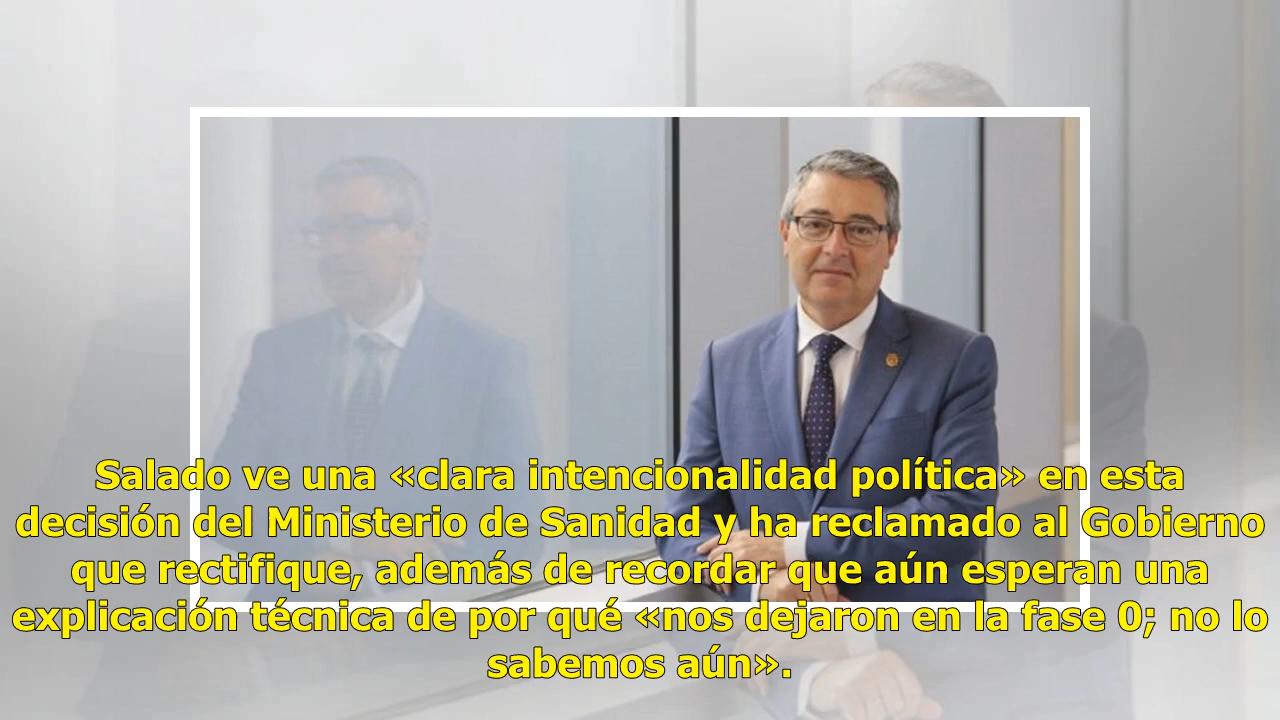 Salado ve una «clara intencionalidad política» en esta
decisión del Ministerio de Sanidad y ha reclamado al Gobierno
que rectifique, además de recordar que aún esperan una
explicación técnica de por qué «nos dejaron en la fase 0; no lo
sabemos aún».